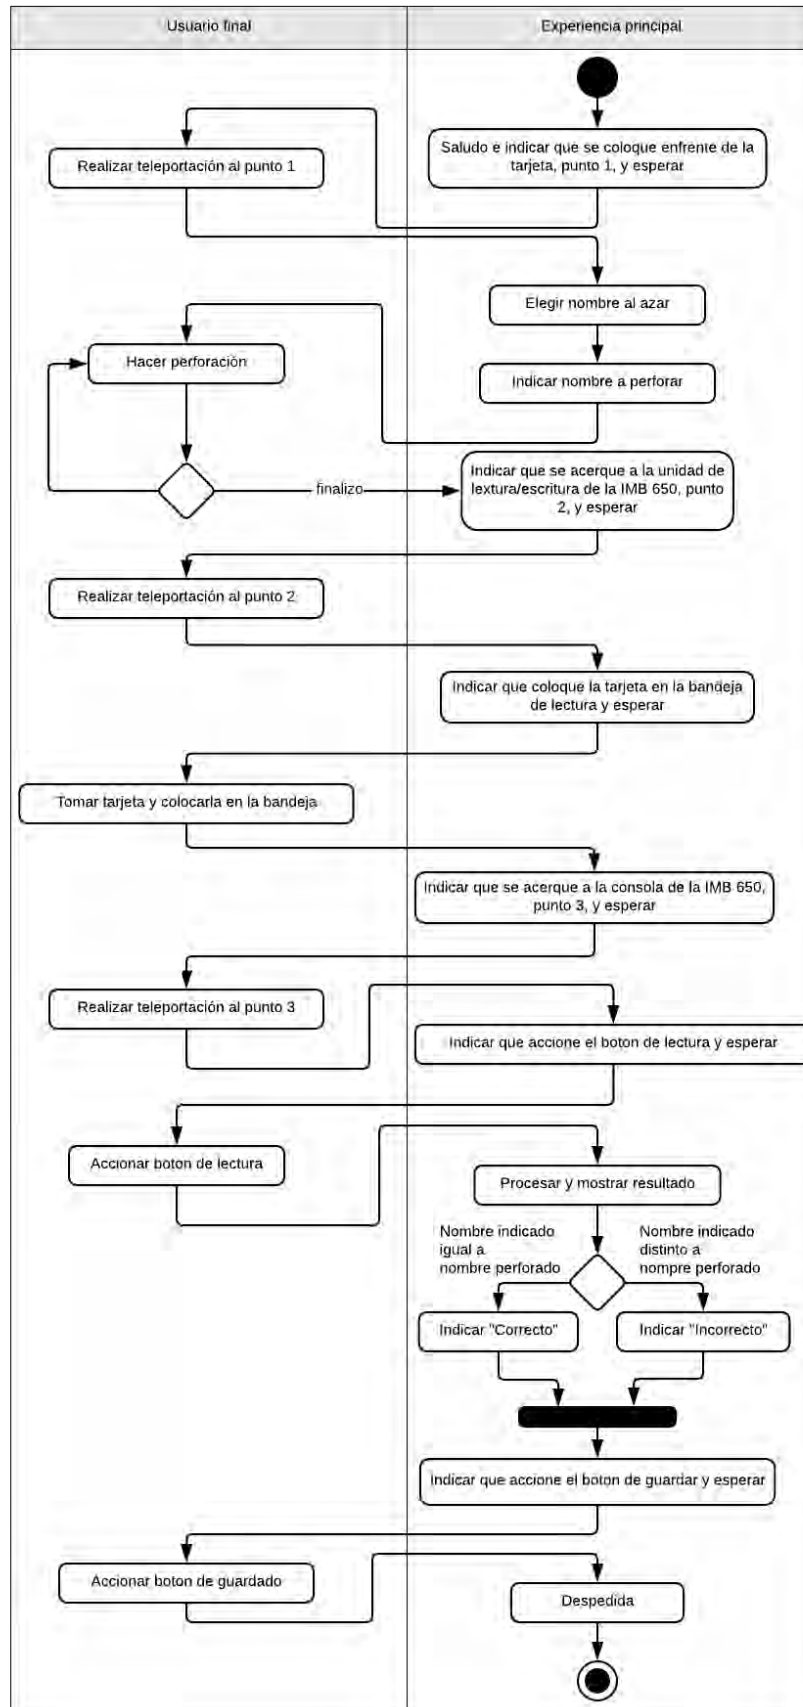 Usuario final
Experiencia principal
Saludo e indicar que se coloque enfrente de la
tarjeta, punto 1, y esperar
Realizar teleportación al punto 1
Elegir nombre al azar
Hacer perforación
Indicar nombre a perforar
finalizo
Indicar que se acerque a la unidad de
lextura/escritura de la IMB 650, punto
2, y esperar
Realizar teleportación al punto 2
Indicar que coloque la tarjeta en la bandeja
de lectura y esperar
Tomar tarjeta y colocarla en la bandeja
Indicar que se acerque a la consola de la IMB 650,
punto 3, y esperar
Realizar teleportación al punto 3
Indicar que accione el boton de lectura y esperar
Accionar boton de lectura
Procesar y mostrar resultado
Nombre indicado
igual a
nombre perforado
Nombre indicado
distinto a
nompre perforado
Indicar "Correcto"
Indicar "Incorrecto"
Indicar que accione el boton de guardar y esperar
Accionar boton de guardado
Despedida